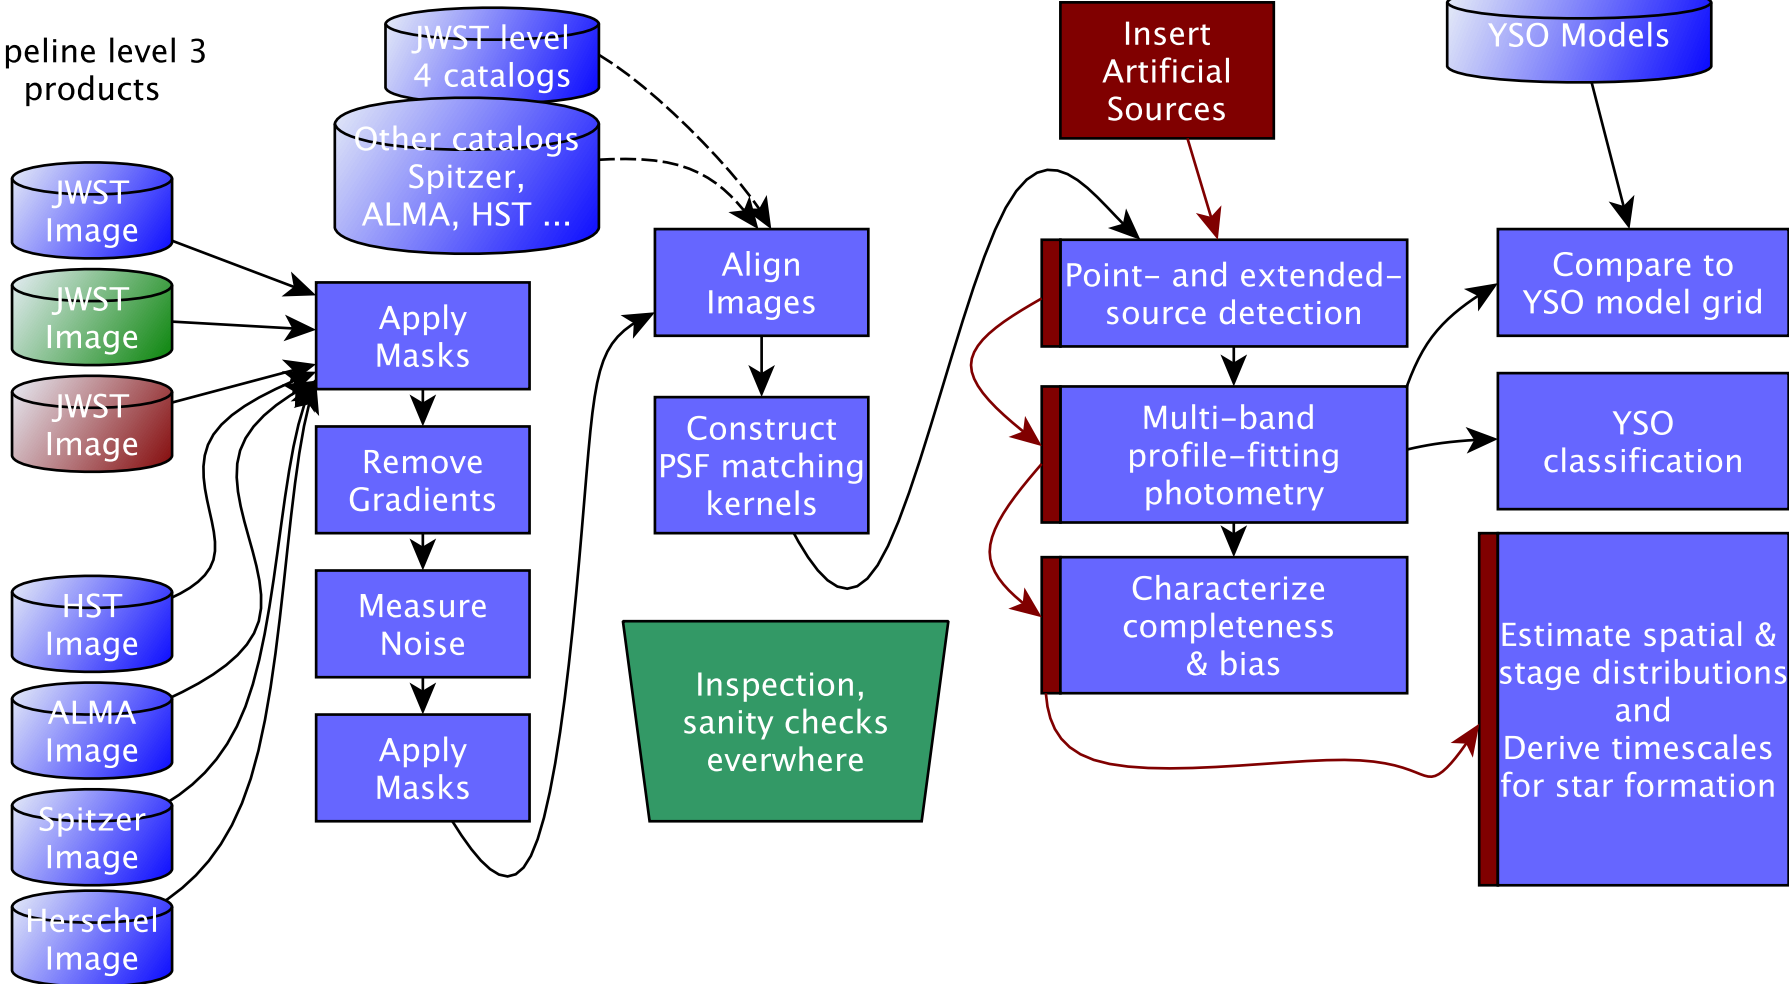 peline level 3
products
JWST
Image
JWST
Image
JWST
Image
HST
Image
ALMA
Image
Spitzer
Image
Herschel
Image
JWST level
4 catalogs
Other catalogs
Spitzer,
ALMA, HST ...
Apply
Masks
Remove
Gradients
Measure
Noise
Apply
Masks
Align
Images
Construct
PSF matching
kernels
Inspection,
sanity checks
everwhere
Insert
Artificial
Sources
Point- and extended-
source detection
Multi-band
profile-fitting
photometry
Characterize
completeness
& bias
YSO Models
Compare to
YSO model grid
YSO
classification
Estimate spatial &
stage distributions
and
Derive timescales
for star formation